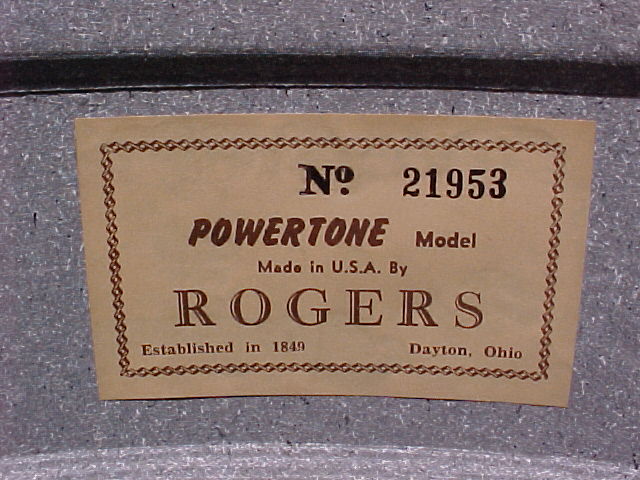 Nº 21953
POWERTONE Model
Made in U.S.A. By
ROGERS
Established in 1849 Dayton, Ohio